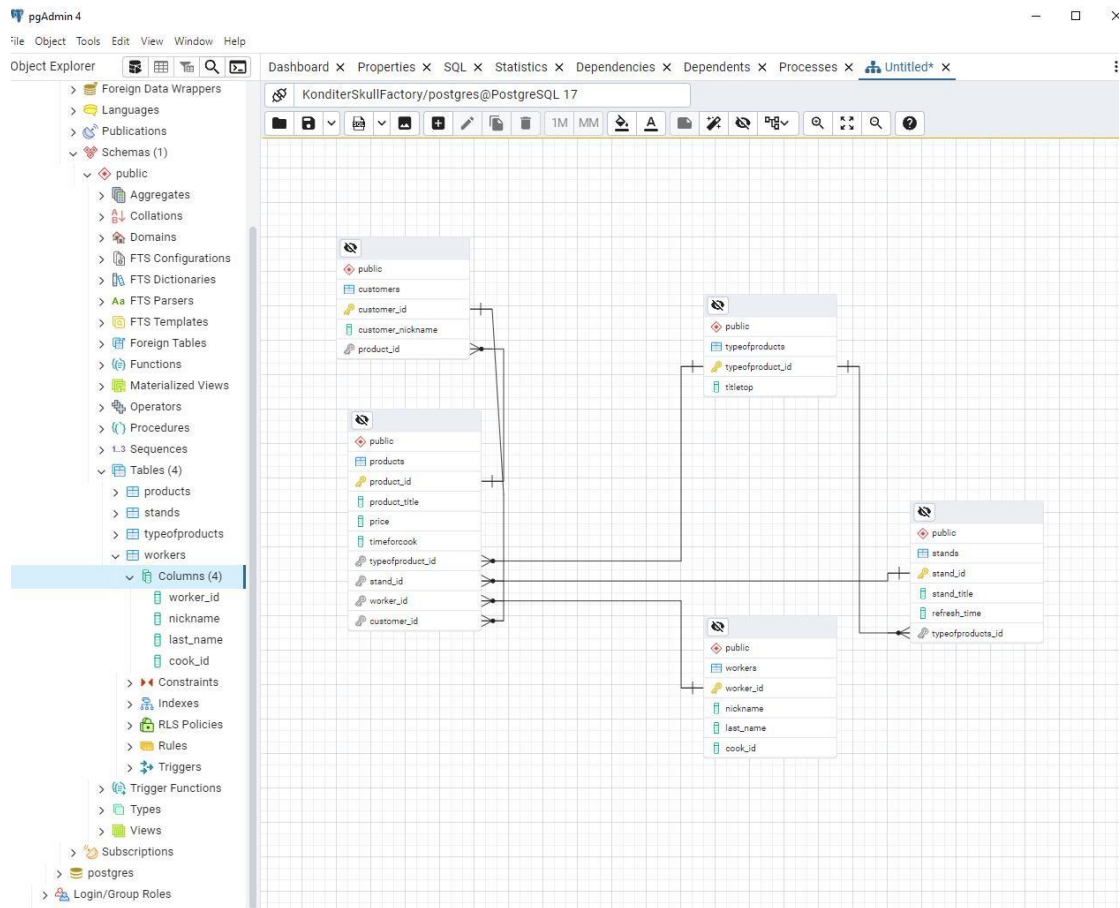 pgAdmin 4
File Object Tools Edit View Window Help
Object Explorer
Foreign Data Wrappers
Languages
Publications
Schemas (1)
public
Aggregates
Collations
Domains
FTS Configurations
FTS Dictionaries
Aa FTS Parsers
FTS Templates
Foreign Tables
Functions
Materialized Views
Operators
Procedures
1..3 Sequences
Tables (4)
products
stands
typeofproducts
workers
Columns (4)
worker_id
nickname
last_name
cook_id
Constraints
Indexes
RLS Policies
Rules
Triggers
Trigger Functions
Types
Views
Subscriptions
postgres
Login/Group Roles
Dashboard Properties SQL Statistics Dependencies Dependents Processes Untitled*
KonditerSkullFactory/postgres@PostgreSQL 17
1M MM
public
customers
customer_id
customer_nickname
product_id
public
products
product_id
product_title
price
timeforcook
typeofproduct_id
stand_id
worker_id
customer_id
public
typeofproducts
typeofproduct_id
titletop
public
workers
worker_id
nickname
last_name
cook_id
public
stands
stand_id
stand_title
refresh_time
typeofproducts_id